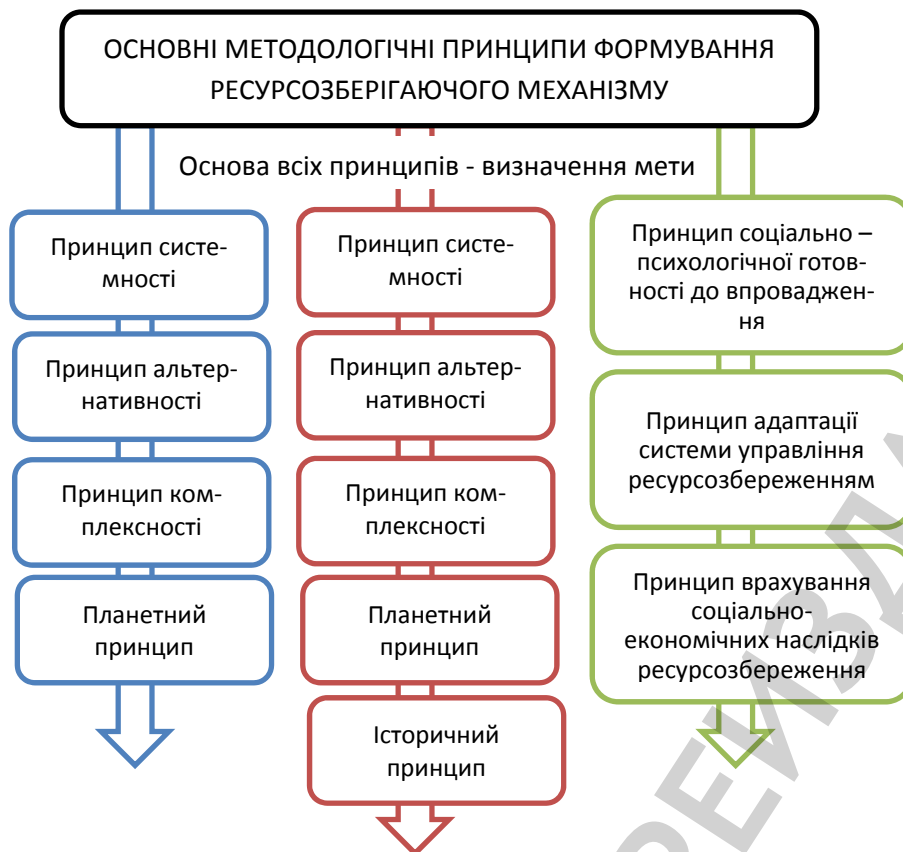 ОСНОВНІ МЕТОДОЛОГІЧНІ ПРИНЦИПИ ФОРМУВАННЯ
РЕСУРСОЗБЕРІГАЮЧОГО МЕХАНІЗМУ
Основа всіх принципів - визначення мети
Принцип систе-
мності
Принцип альтер-
нативності
Принцип ком-
плексності
Планетний
принцип
Принцип систе-
мності
Принцип альтер-
нативності
Принцип ком-
плексності
Планетний
принцип
Історичний
принцип
Принцип соціально –
психологічної готов-
ності до впроваджен-
ня
Принцип адаптації
системи управління
ресурсозбереженням
Принцип врахування
соціально-
економічних наслідків
ресурсозбереження